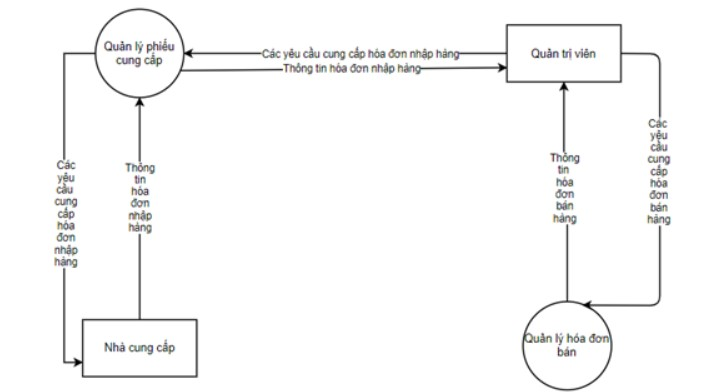 Quản lý phiếu
cung cấp
Các yêu cầu cung cấp hóa đơn nhập hàng
Thông tin hóa đơn nhập hàng
Quản trị viên
Các
yêu
cầu
cung
cấp
hóa
đơn
nhập
hàng
Thông
tin
hóa
đơn
nhập
hàng
Thông
tin
hóa
đơn
bán
hàng
Các
yêu
cầu
cung
cấp
hóa
đơn
bán
hàng
Nhà cung cấp
Quản lý hóa đơn
bán